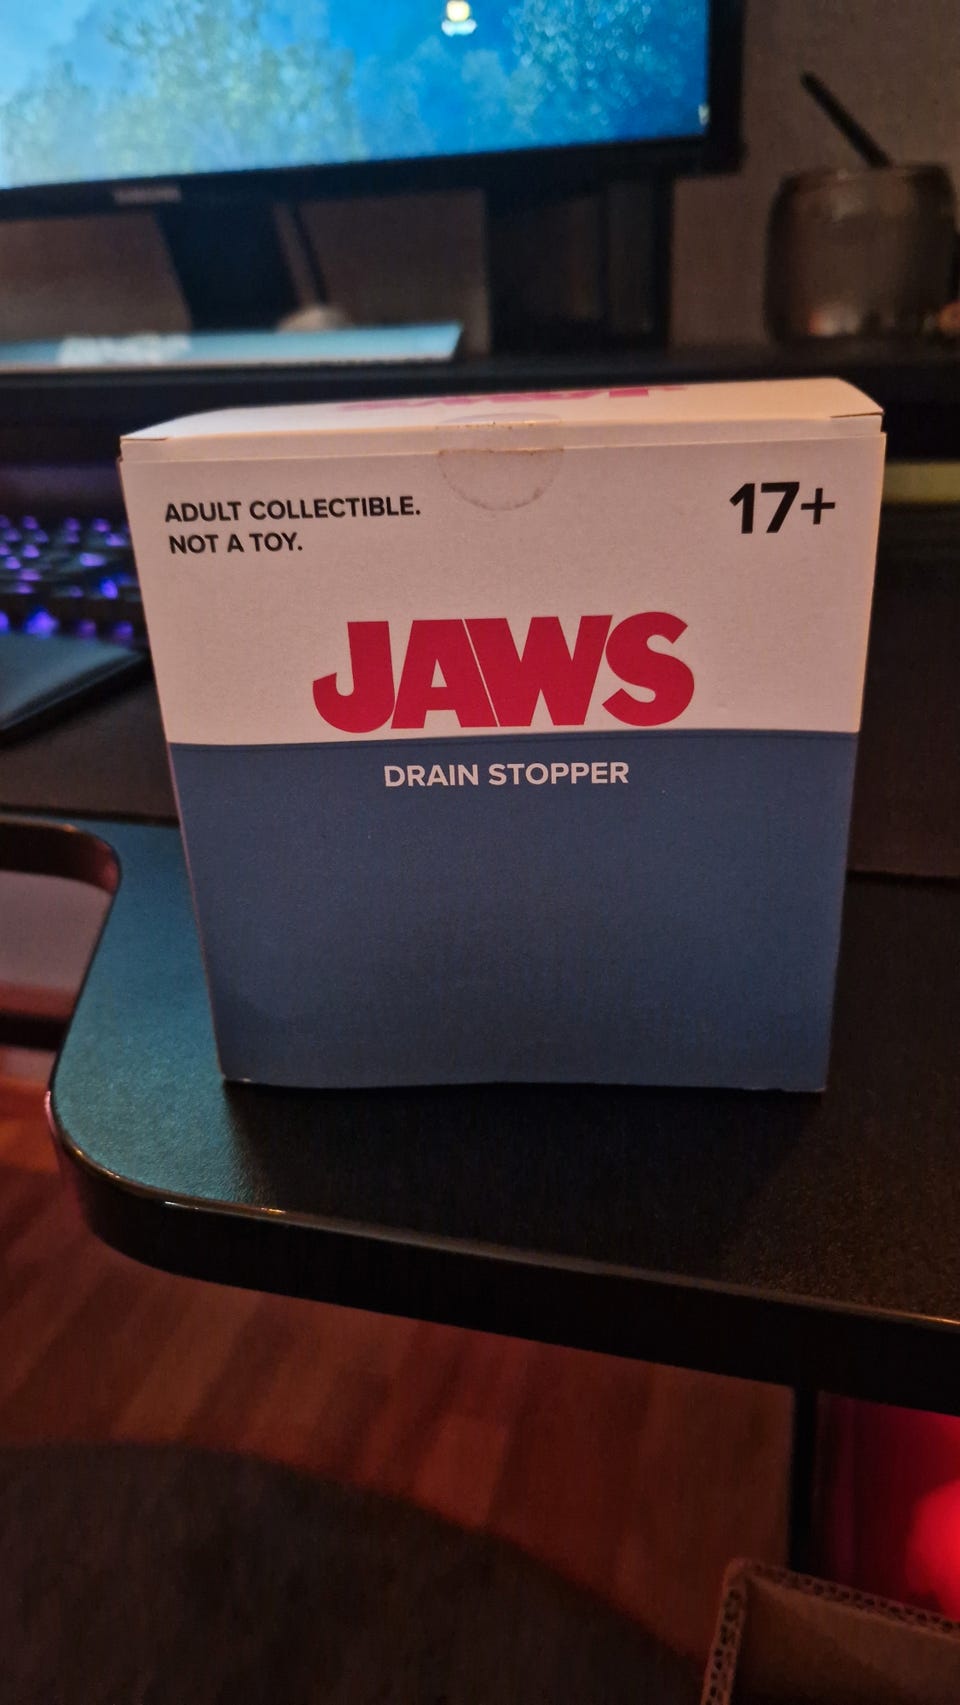 ADULT COLLECTIBLE.
NOT A TOY.
17+
JAWS
DRAIN STOPPER